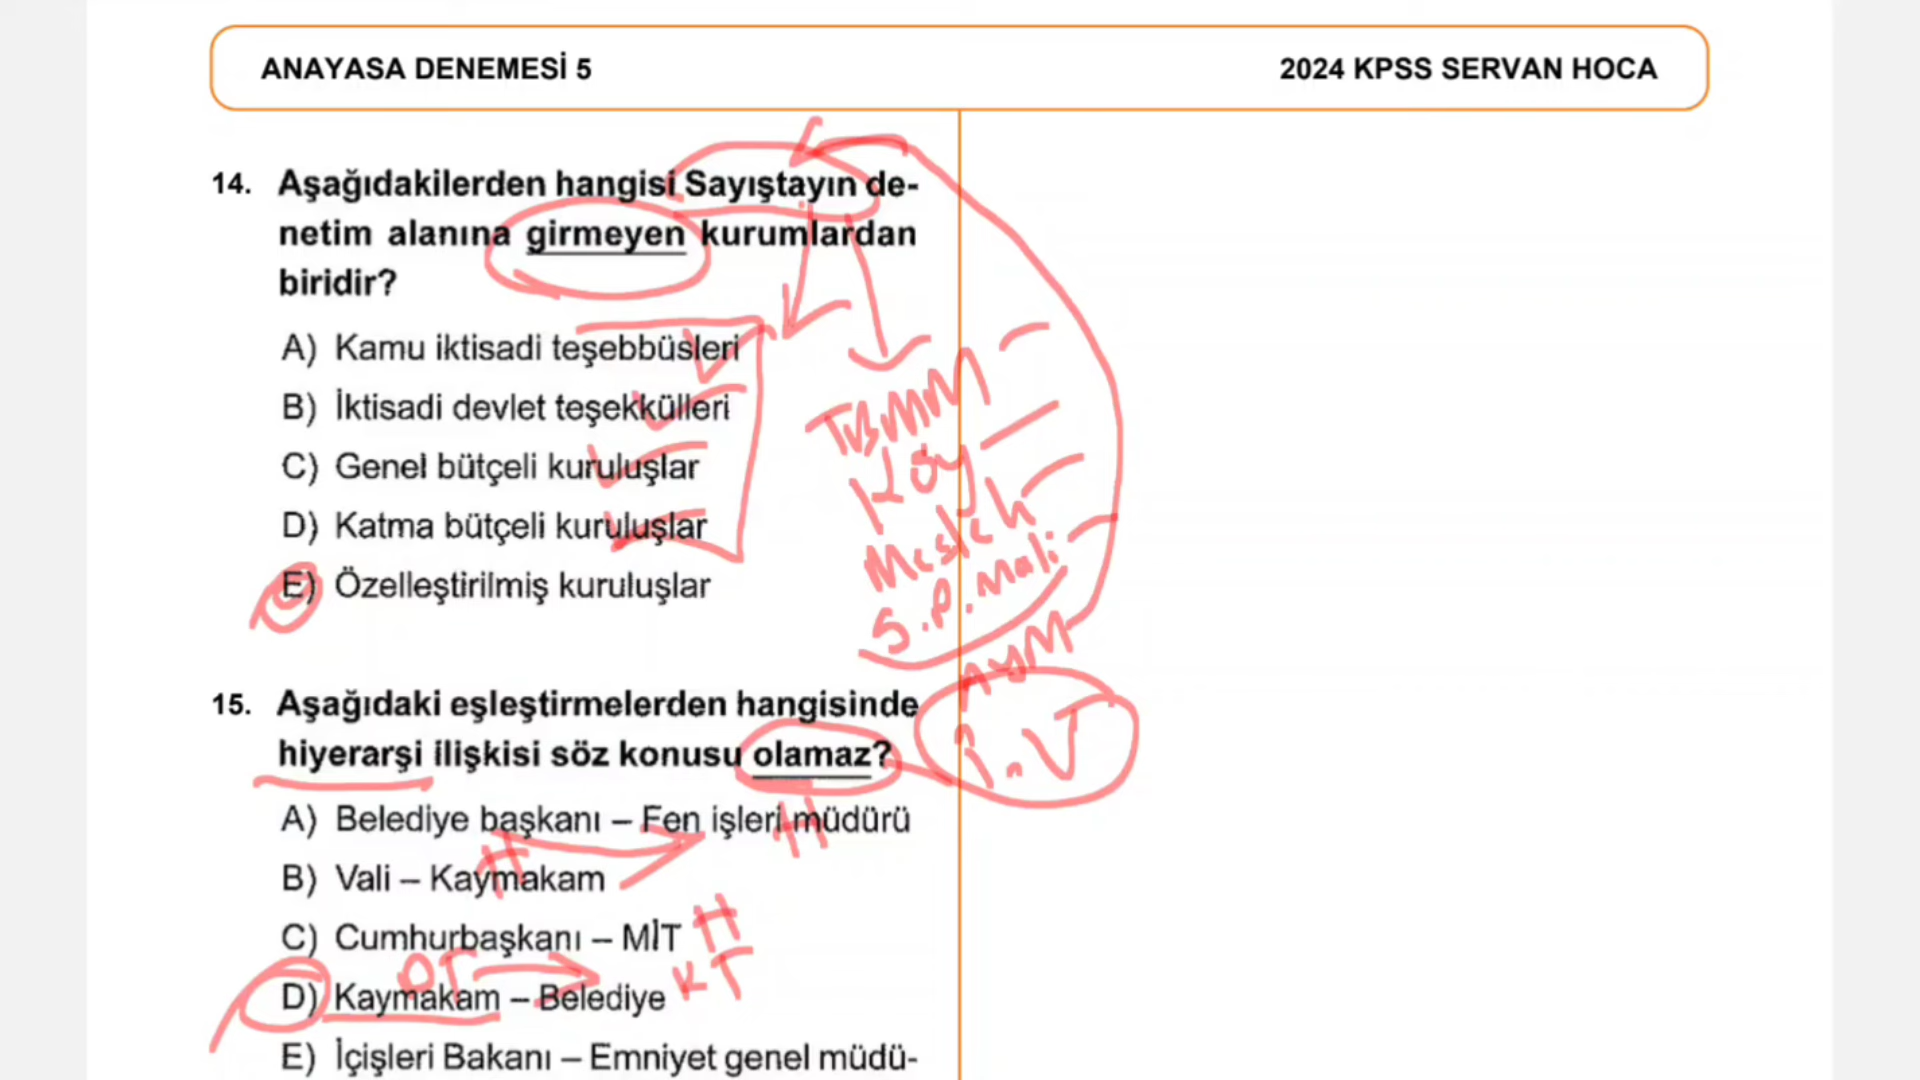 ANAYASA DENEMESİ 5
2024 KPSS SERVAN HOCA
14. Aşağıdakilerden hangisi Sayıştayın de-
netim alanına girmeyen kurumlardan
biridir?
A) Kamu iktisadi teşebbüsleri
B) İktisadi devlet teşekkülleri
C) Genel bütçeli kuruluşlar
D) Katma bütçeli kuruluşlar
E) Özelleştirilmiş kuruluşlar
TBMM
Köy
Meslek
S.P. Mali
AYM
15. Aşağıdaki eşleştirmelerden hangisinde
hiyerarşi ilişkisi söz konusu olamaz?
İ.V
A) Belediye başkanı – Fen işleri müdürü
H
B) Vali – Kaymakam
H
C) Cumhurbaşkanı – MİT
H
D) Kaymakam – Belediye
KT
E) İçişleri Bakanı – Emniyet genel müdü-